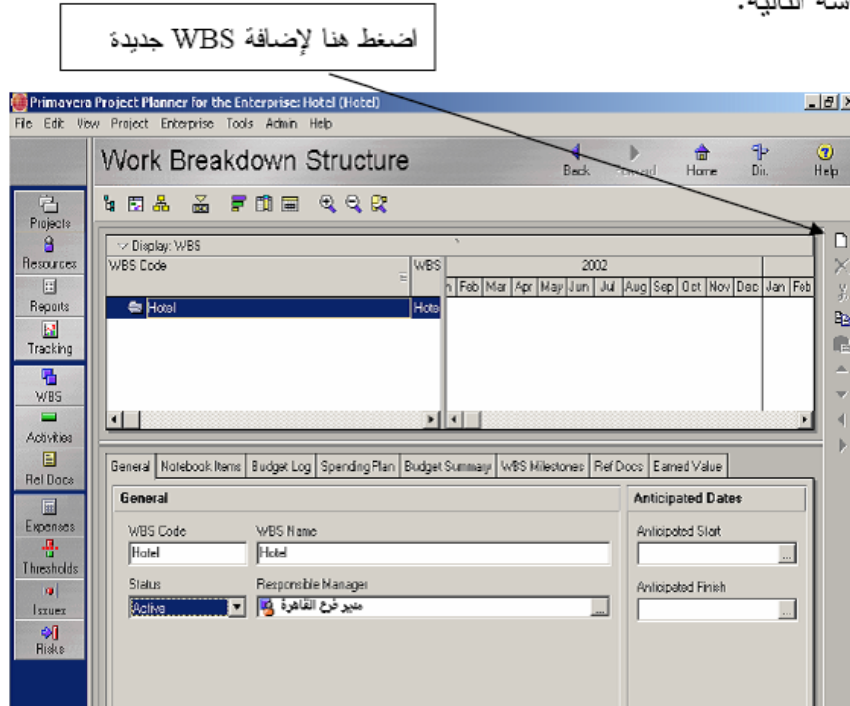 التالية.
اضغط هنا لإضافة WBS جديدة
Primavera Project Planner for the Enterprise: Hotel (Hotel)
File Edit View Project Enterprise Tools Admin Help
Work Breakdown Structure
Back Forward Home Dir. Help
Projects
Resources
Reports
Tracking
WBS
Activities
Ref Docs
Expenses
Thresholds
Issues
Risks
Display: WBS
WBS Code WBS 2002
Feb Mar Apr May Jun Jul Aug Sep Oct Nov Dec Jan Feb
Hotel Hote
General Notebook Items Budget Log Spending Plan Budget Summary WBS Milestones Ref Docs Earned Value
General Anticipated Dates
WBS Code WBS Name Anticipated Start
Hotel Hotel ...
Status Responsible Manager Anticipated Finish
Active مدير فرع القاهرة ... ...